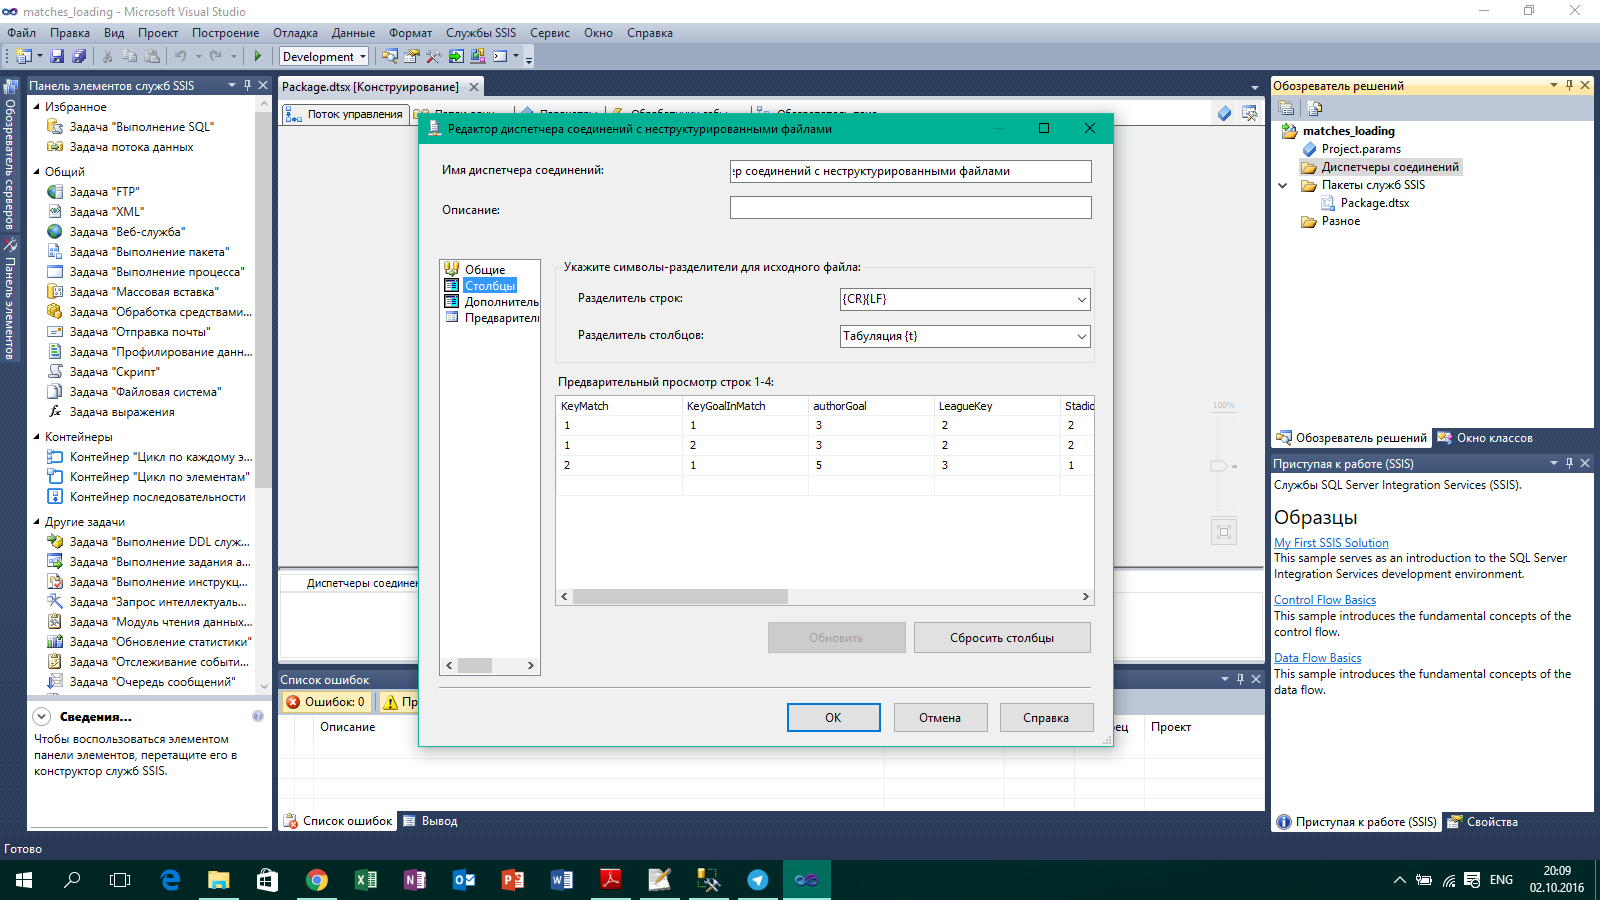 matches_loading - Microsoft Visual Studio
Файл Правка Вид Проект Построение Отладка Данные Формат Службы SSIS Сервис Окно Справка
Development
Обозреватель серверов
Панель элементов
Панель элементов служб SSIS
Избранное
Задача "Выполнение SQL"
Задача потока данных
Общий
Задача "FTP"
Задача "XML"
Задача "Веб-служба"
Задача "Выполнение пакета"
Задача "Выполнение процесса"
Задача "Массовая вставка"
Задача "Обработка средствами...
Задача "Отправка почты"
Задача "Профилирование данн...
Задача "Скрипт"
Задача "Файловая система"
Задача выражения
Контейнеры
Контейнер "Цикл по каждому э...
Контейнер "Цикл по элементам"
Контейнер последовательности
Другие задачи
Задача "Выполнение DDL служ...
Задача "Выполнение задания а...
Задача "Выполнение инструкц...
Задача "Запрос интеллектуаль...
Задача "Модуль чтения данных...
Задача "Обновление статистики"
Задача "Отслеживание событи...
Задача "Очередь сообщений"
Сведения...
Чтобы воспользоваться элементом
панели элементов, перетащите его в
конструктор служб SSIS.
Package.dtsx [Конструирование]
Поток управления
Редактор диспетчера соединений с неструктурированными файлами
Имя диспетчера соединений:
ер соединений с неструктурированными файлами
Описание:
Общие
Столбцы
Дополнитель
Предварител
Укажите символы-разделители для исходного файла:
Разделитель строк:
{CR}{LF}
Разделитель столбцов:
Табуляция {t}
Предварительный просмотр строк 1-4:
KeyMatch KeyGoalInMatch authorGoal LeagueKey Stadio
1 1 3 2 2
1 2 3 2 2
2 1 5 3 1
Обновить
Сбросить столбцы
OK
Отмена
Справка
100%
Диспетчеры соединен
Список ошибок
Ошибок: 0
Пр
Описание
ец
Проект
Список ошибок
Вывод
Обозреватель решений
matches_loading
Project.params
Диспетчеры соединений
Пакеты служб SSIS
Package.dtsx
Разное
Обозреватель решений
Окно классов
Приступая к работе (SSIS)
Службы SQL Server Integration Services (SSIS).
Образцы
My First SSIS Solution
This sample serves as an introduction to the SQL Server
Integration Services development environment.
Control Flow Basics
This sample introduces the fundamental concepts of the
control flow.
Data Flow Basics
This sample introduces the fundamental concepts of the
data flow.
Приступая к работе (SSIS)
Свойства
Готово
ENG
20:09
02.10.2016